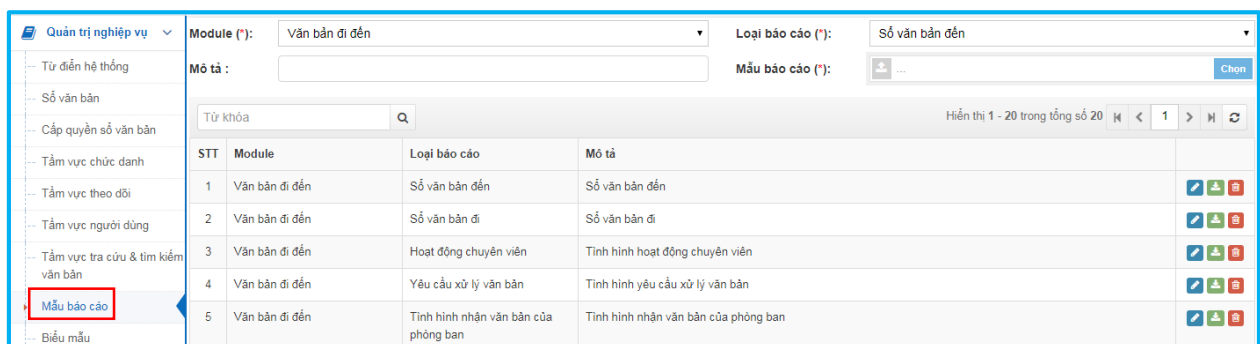 Quản trị nghiệp vụ
Từ điển hệ thống
Sổ văn bản
Cấp quyền sổ văn bản
Tầm vực chức danh
Tầm vực theo dõi
Tầm vực người dùng
Tầm vực tra cứu & tìm kiếm
văn bản
Mẫu báo cáo
Biểu mẫu
Module (*): Văn bản đi đến Loại báo cáo (*): Sổ văn bản đến
Mô tả : Mẫu báo cáo (*): ... Chọn
Từ khóa Hiển thị 1 - 20 trong tổng số 20 1
STT Module Loại báo cáo Mô tả
1 Văn bản đi đến Sổ văn bản đến Sổ văn bản đến
2 Văn bản đi đến Sổ văn bản đi Sổ văn bản đi
3 Văn bản đi đến Hoạt động chuyên viên Tình hình hoạt động chuyên viên
4 Văn bản đi đến Yêu cầu xử lý văn bản Tình hình yêu cầu xử lý văn bản
5 Văn bản đi đến Tình hình nhận văn bản của Tình hình nhận văn bản của phòng ban
phòng ban